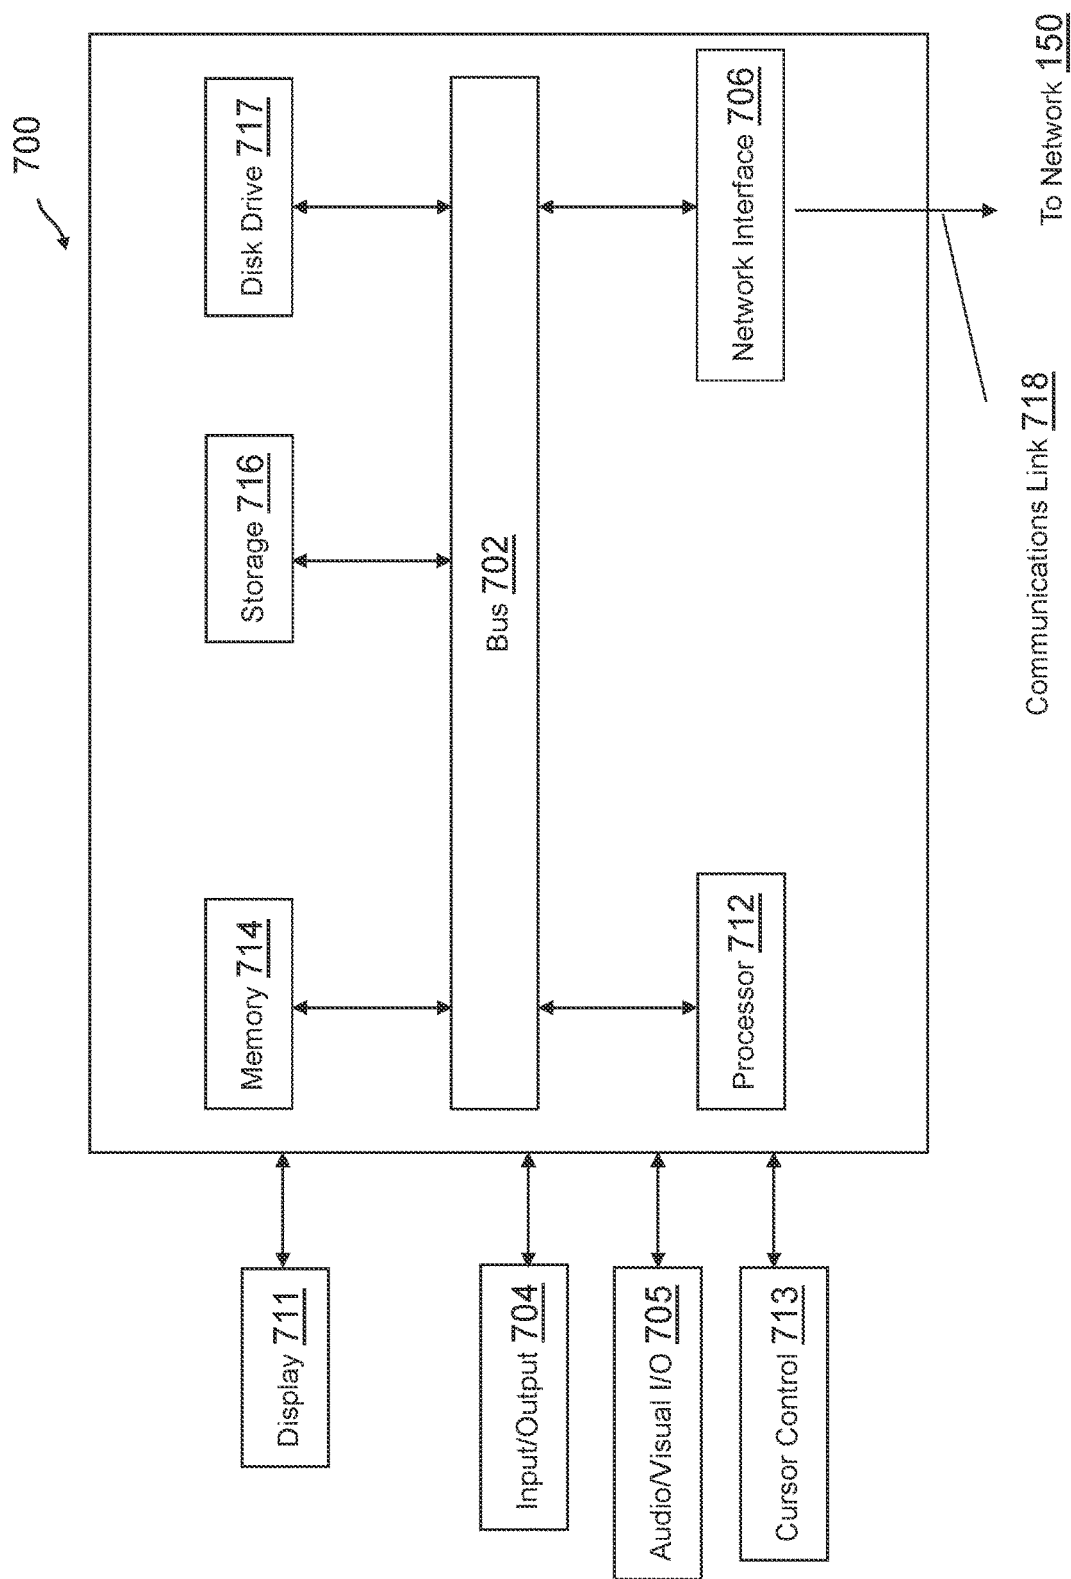 700
Display 711
Input/Output 704
Audio/Visual I/O 705
Cursor Control 713
Memory 714
Storage 716
Disk Drive 717
Bus 702
Processor 712
Network Interface 706
Communications Link 718
To Network 150